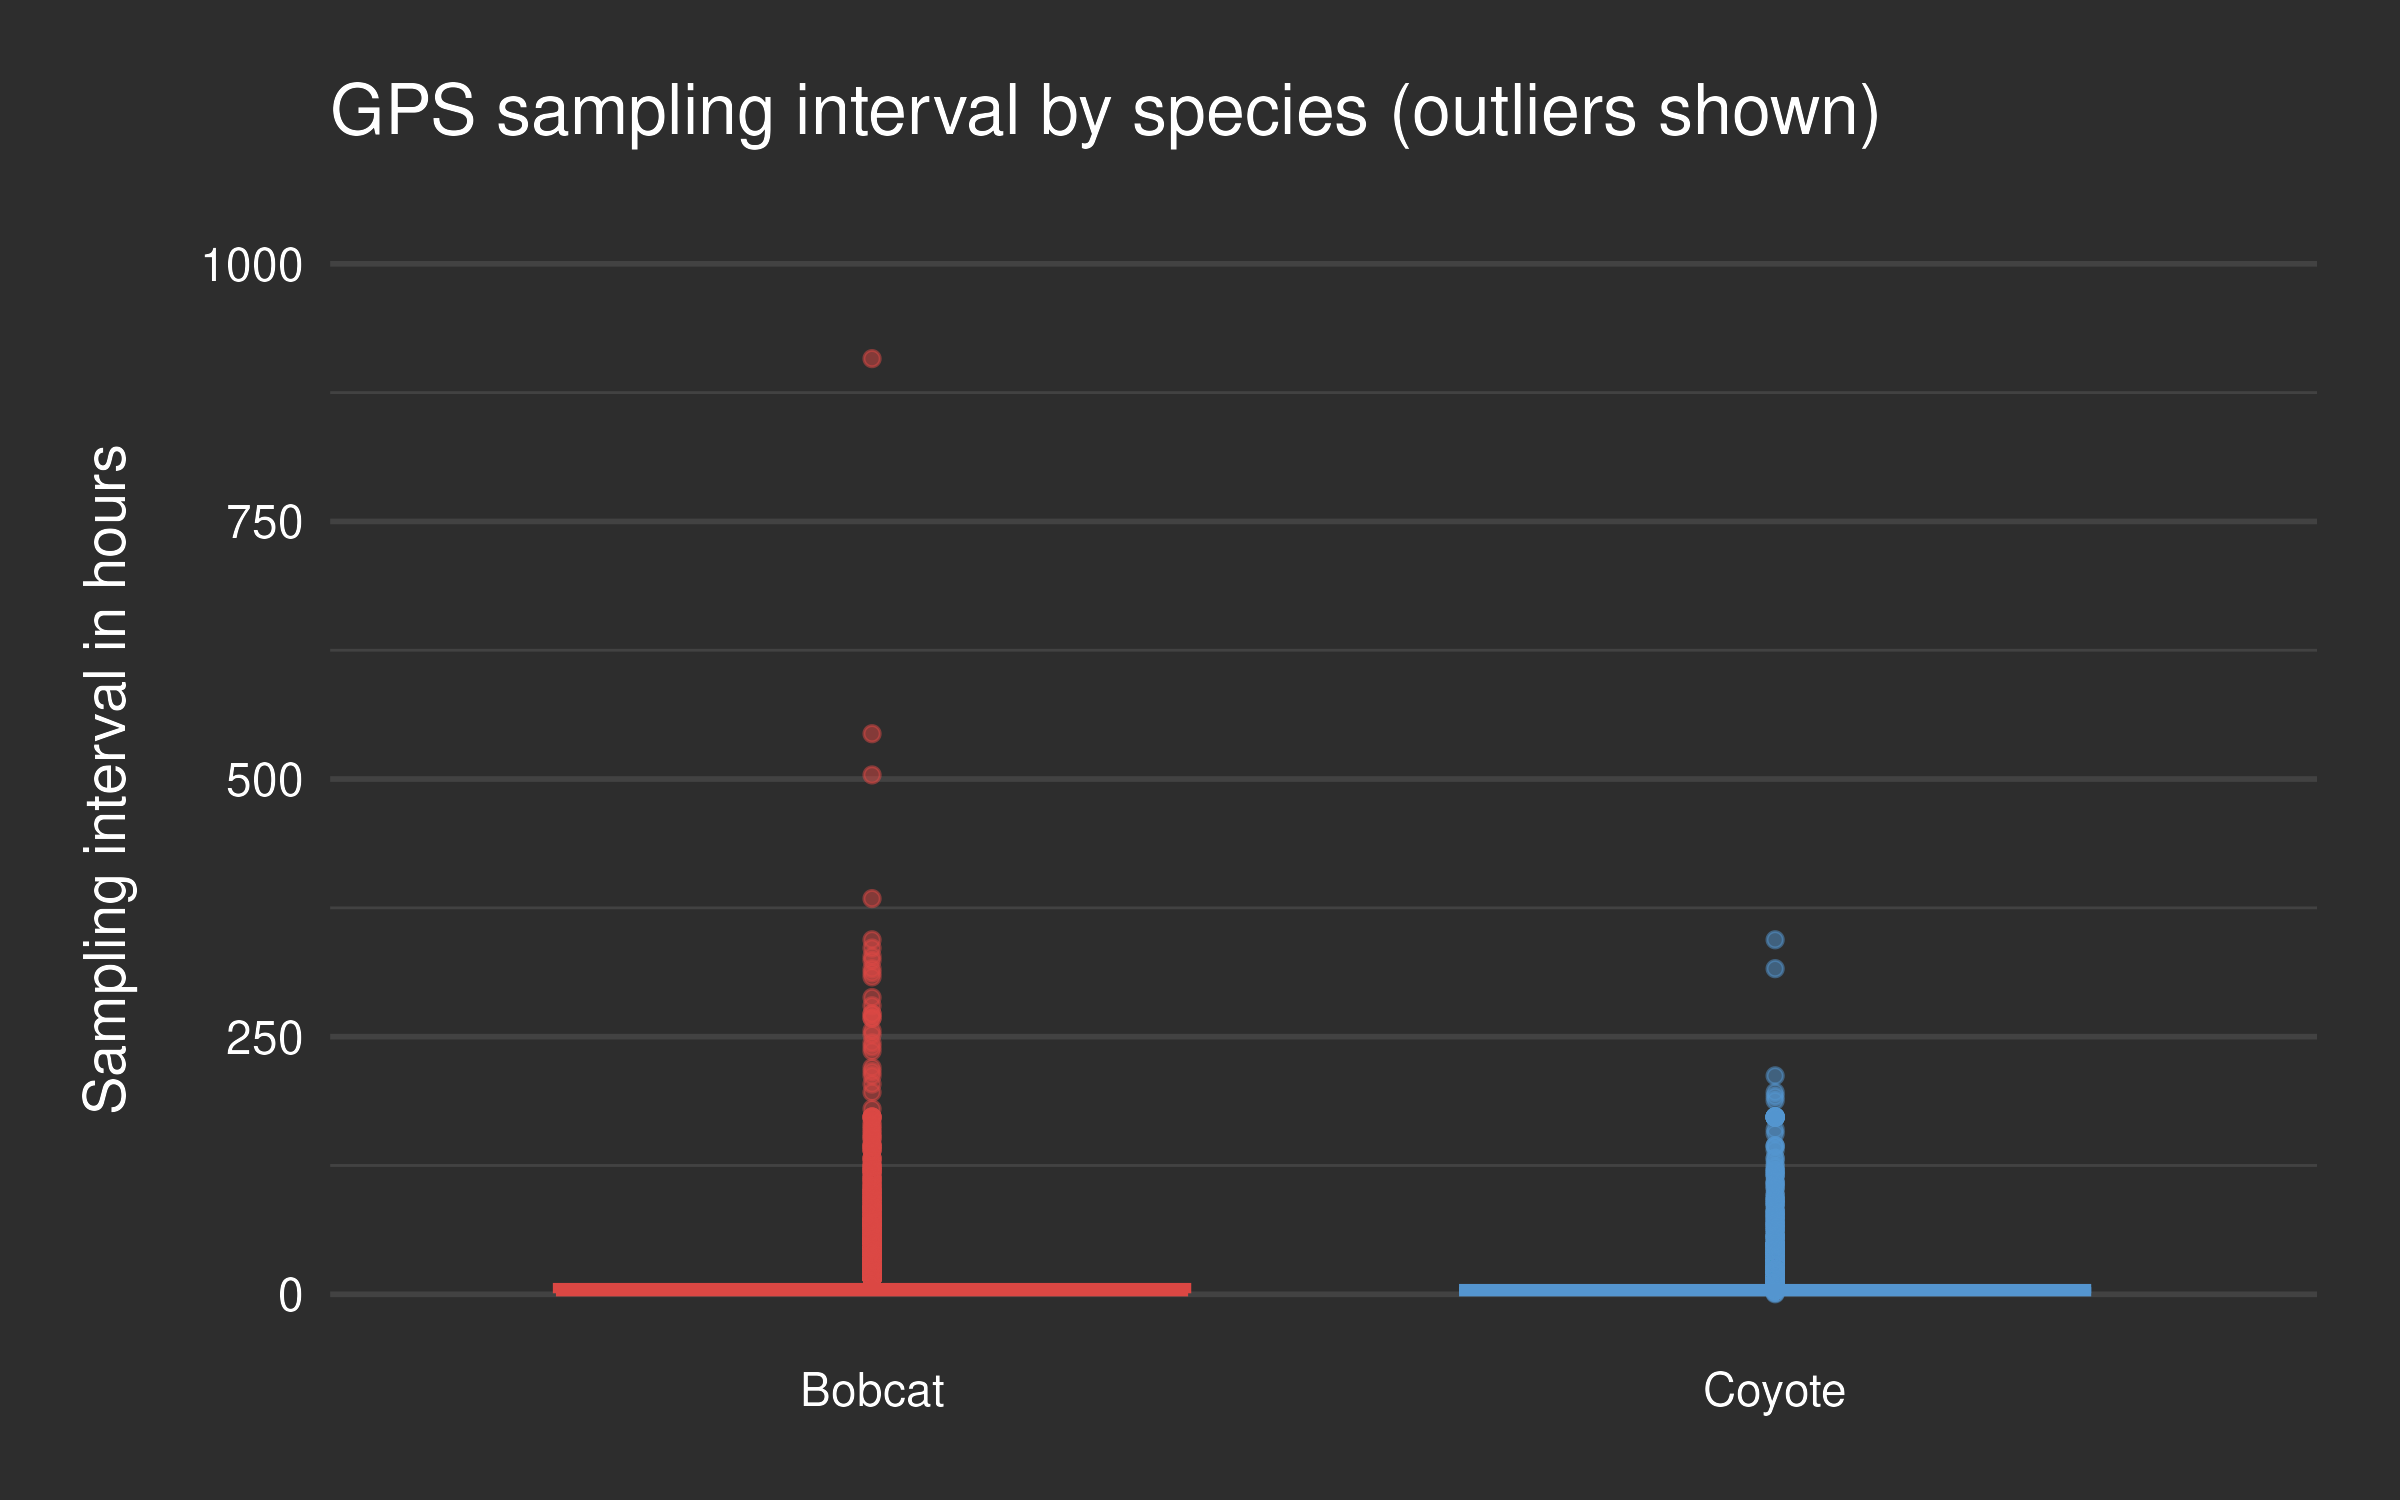 GPS sampling interval by species (outliers shown)
Sampling interval in hours
1000
750
500
250
0
Bobcat
Coyote